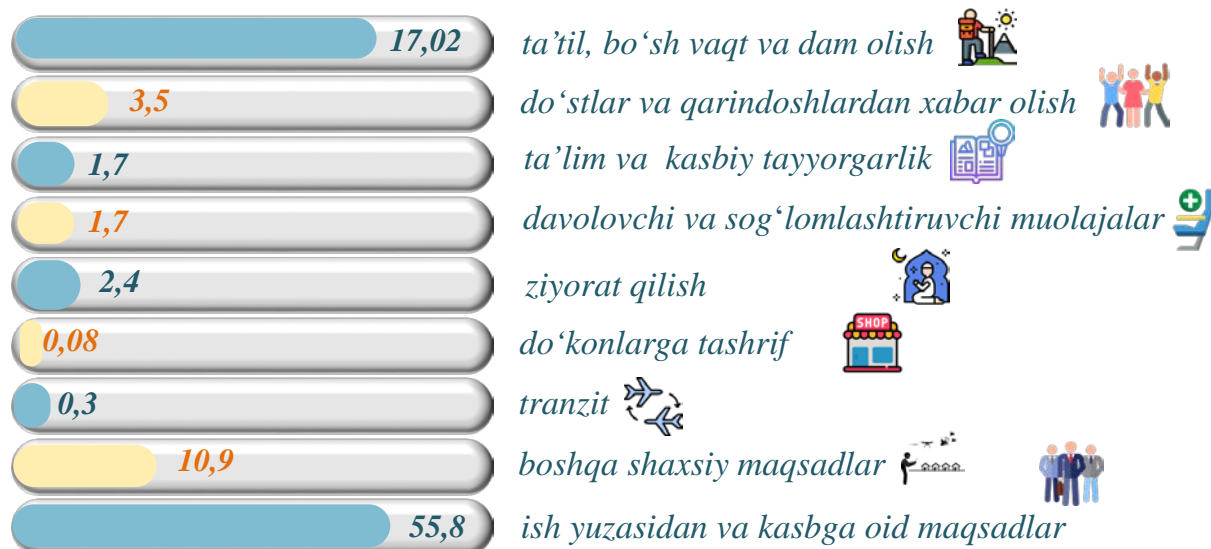 17,02 ta’til, bo‘sh vaqt va dam olish
3,5 do‘stlar va qarindoshlardan xabar olish
1,7 ta’lim va kasbiy tayyorgarlik
1,7 davolovchi va sog‘lomlashtiruvchi muolajalar
2,4 ziyorat qilish
0,08 do‘konlarga tashrif
SHOP
0,3 tranzit
10,9 boshqa shaxsiy maqsadlar
55,8 ish yuzasidan va kasbga oid maqsadlar